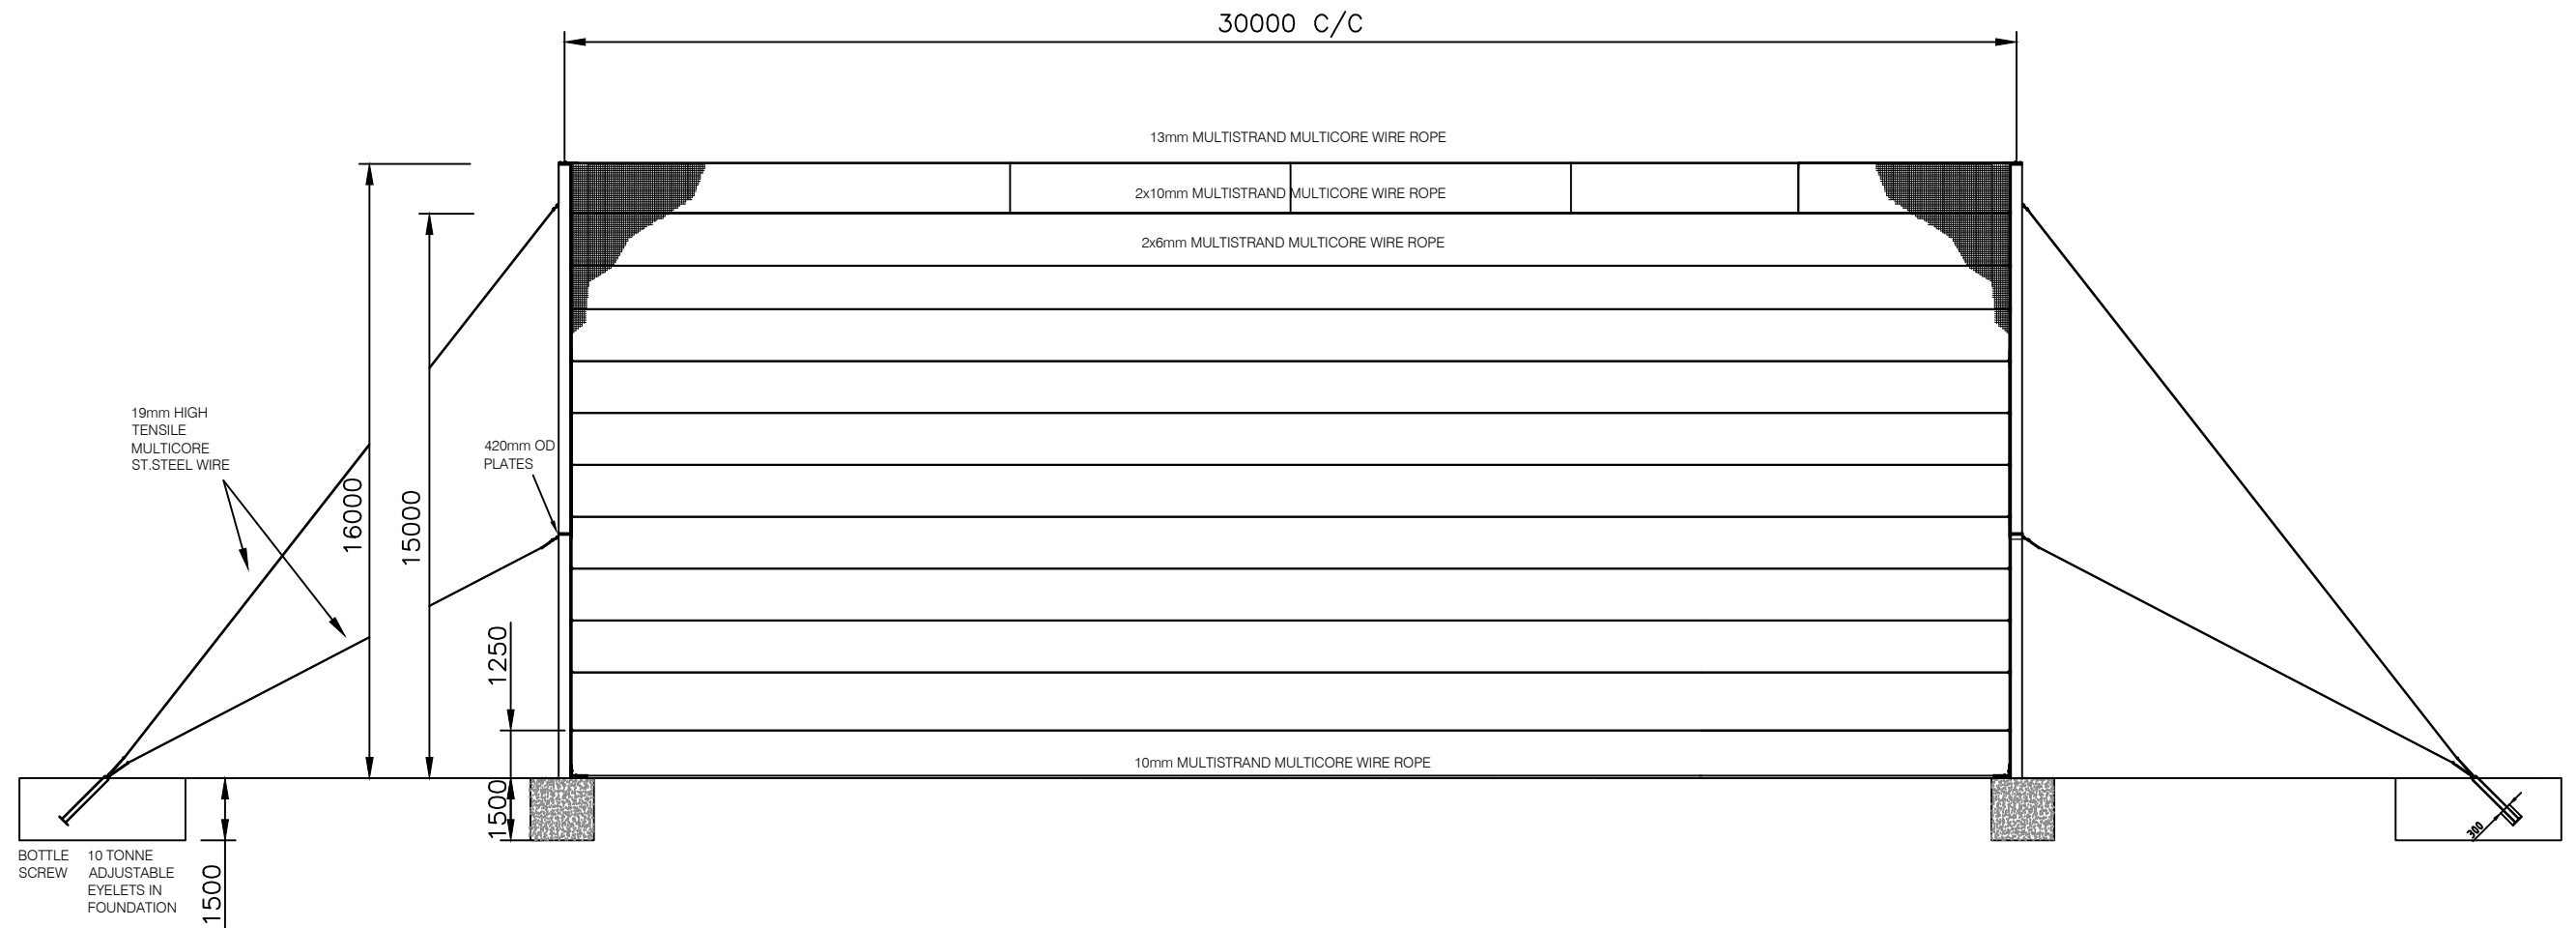 30000 C/C
13mm MULTISTRAND MULTICORE WIRE ROPE
2x10mm MULTISTRAND MULTICORE WIRE ROPE
2x6mm MULTISTRAND MULTICORE WIRE ROPE
19mm HIGH
TENSILE
MULTICORE
ST.STEEL WIRE
420mm OD
PLATES
16000
15000
1250
10mm MULTISTRAND MULTICORE WIRE ROPE
1500
300
BOTTLE
SCREW
10 TONNE
ADJUSTABLE
EYELETS IN
FOUNDATION
1500